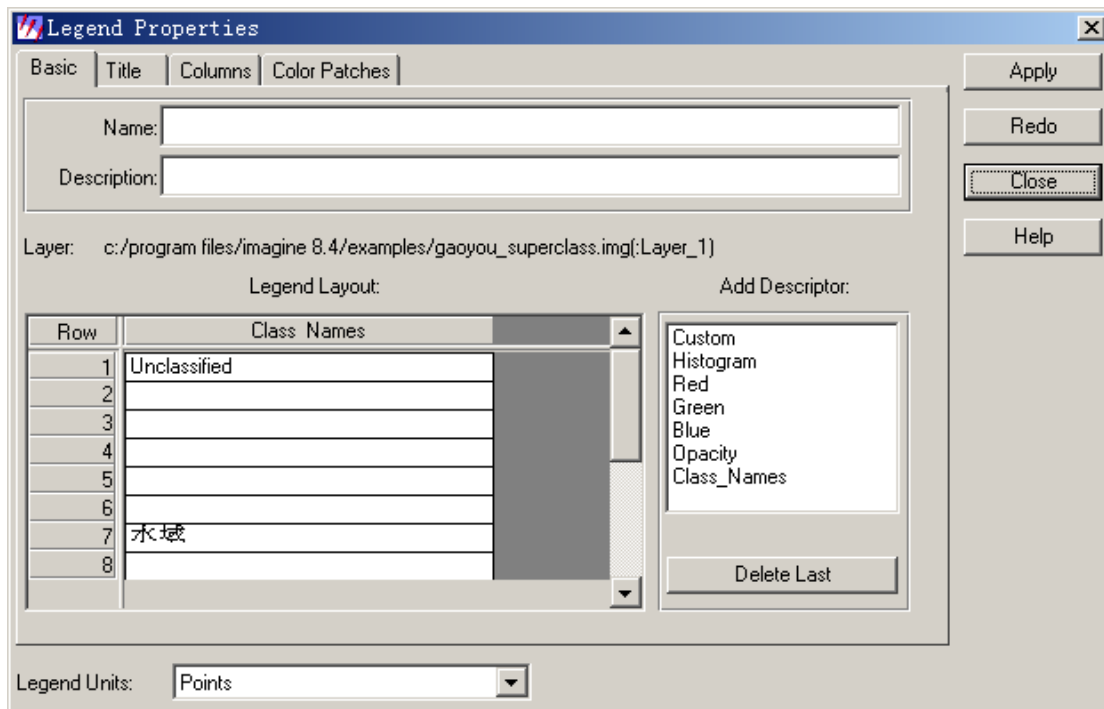 Legend Properties
Basic Title Columns Color Patches
Apply
Name:
Redo
Description:
Close
Layer: c:/program files/imagine 8.4/examples/gaoyou_superclass.img(:Layer_1)
Help
Legend Layout: Add Descriptor:
Row Class_Names
1 Unclassified
2
3
4
5
6
7 水域
8
Custom
Histogram
Red
Green
Blue
Opacity
Class_Names
Delete Last
Legend Units: Points